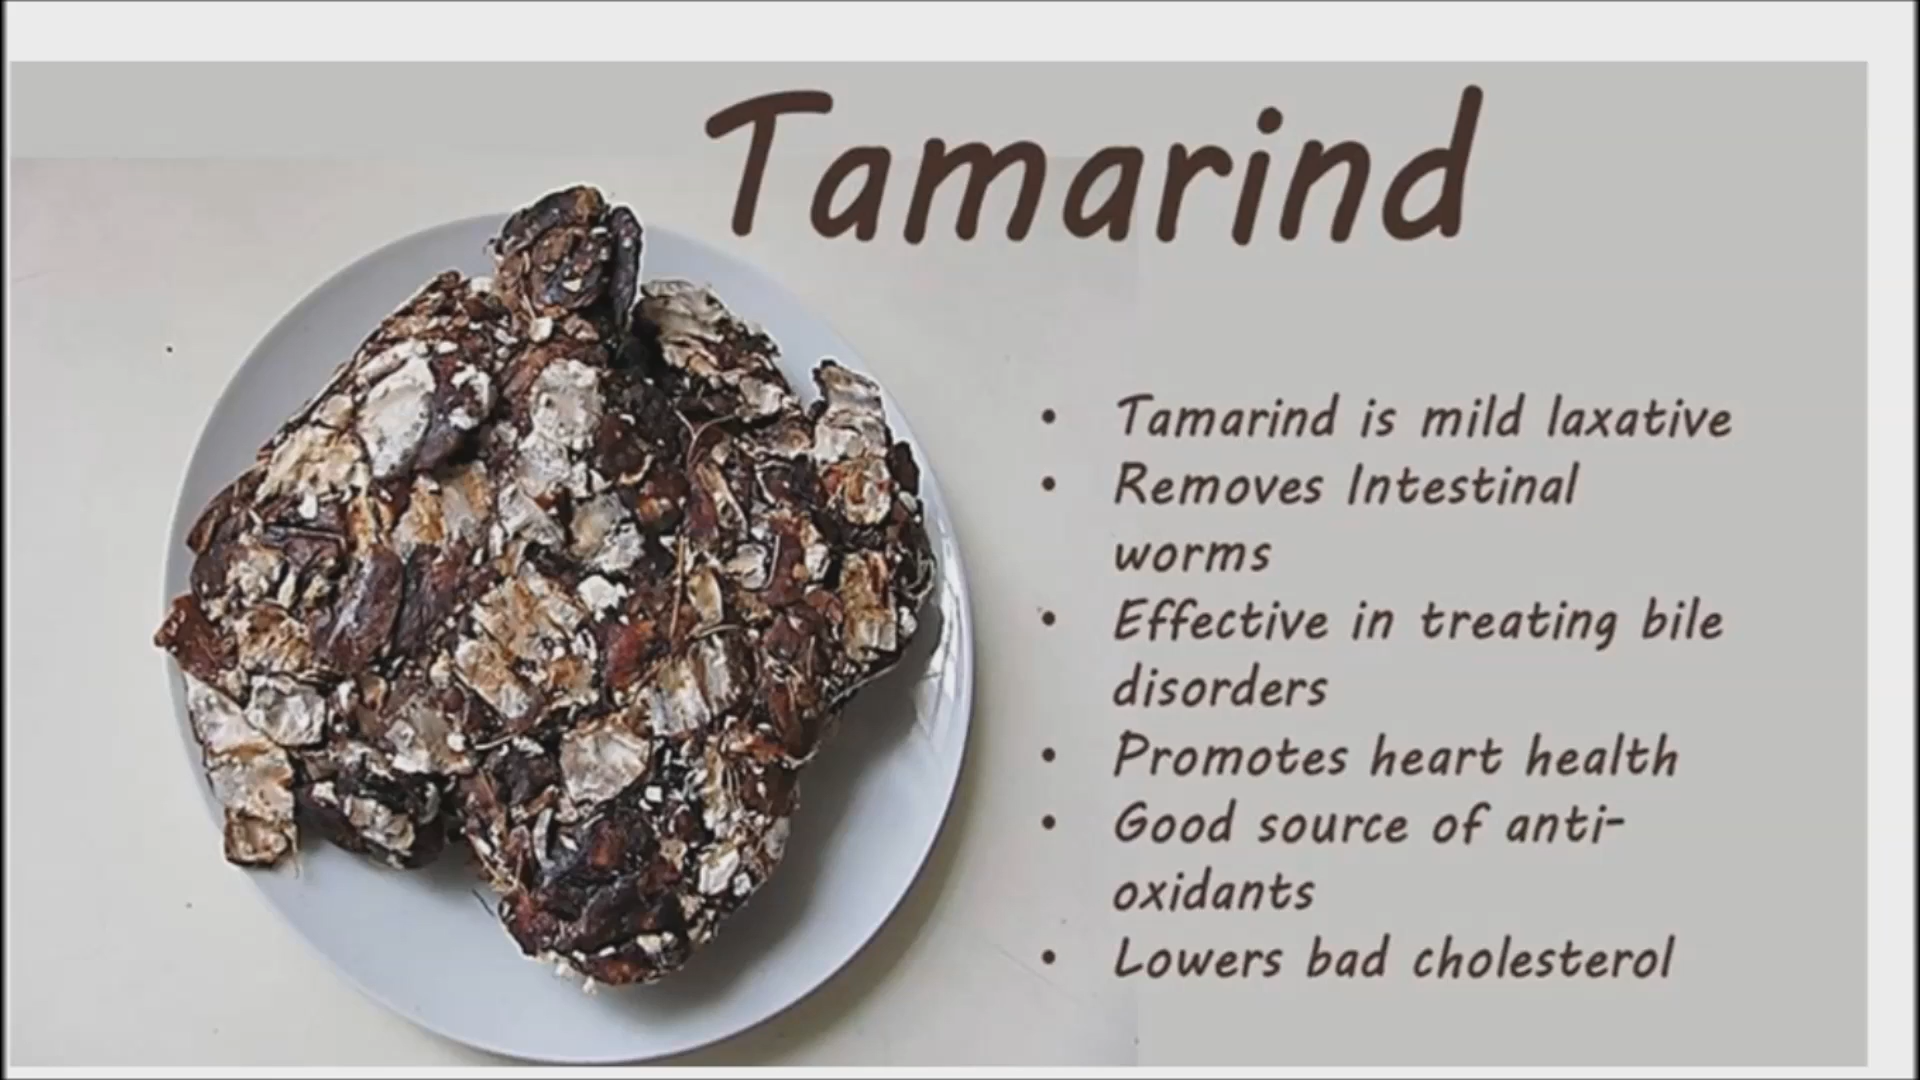 Tamarind
• Tamarind is mild laxative
• Removes Intestinal
worms
• Effective in treating bile
disorders
• Promotes heart health
• Good source of anti-
oxidants
• Lowers bad cholesterol